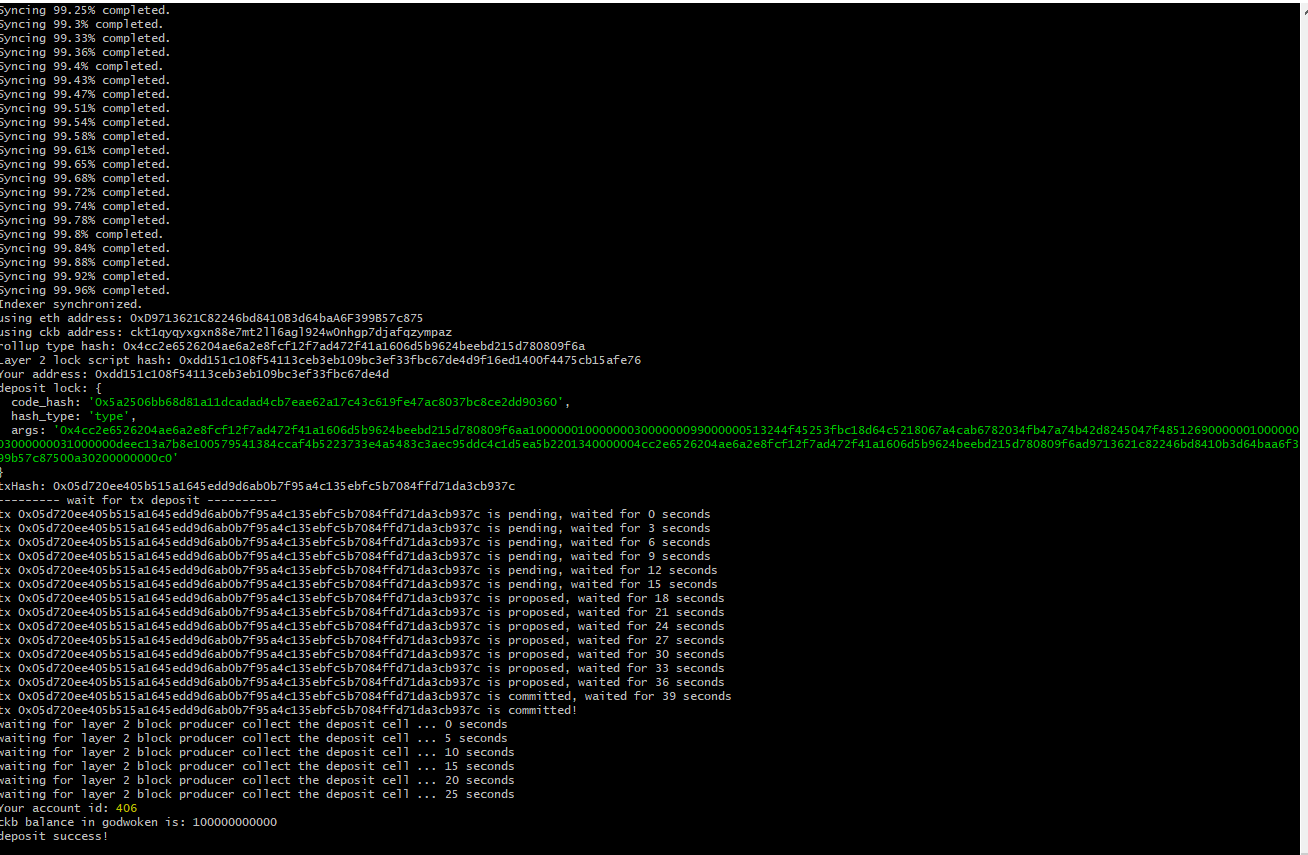 Syncing 99.25% completed.
Syncing 99.3% completed.
Syncing 99.33% completed.
Syncing 99.36% completed.
Syncing 99.4% completed.
Syncing 99.43% completed.
Syncing 99.47% completed.
Syncing 99.51% completed.
Syncing 99.54% completed.
Syncing 99.58% completed.
Syncing 99.61% completed.
Syncing 99.65% completed.
Syncing 99.68% completed.
Syncing 99.72% completed.
Syncing 99.74% completed.
Syncing 99.78% completed.
Syncing 99.8% completed.
Syncing 99.84% completed.
Syncing 99.88% completed.
Syncing 99.92% completed.
Syncing 99.96% completed.
Indexer synchronized.
using eth address: 0xD9713621C82246bd8410B3d64baA6F399B57c875
using ckb address: ckt1qyqyxgxn88e7mt2ll6agl924w0nhgp7djafqzympaz
rollup type hash: 0x4cc2e6526204ae6a2e8fcf12f7ad472f41a1606d5b9624beebd215d780809f6a
Layer 2 lock script hash: 0xdd151c108f54113ceb3eb109bc3ef33fbc67de4d9f16ed1400f4475cb15afe76
Your address: 0xdd151c108f54113ceb3eb109bc3ef33fbc67de4d
deposit lock: {
  code_hash: '0x5a2506bb68d81a11dcadad4cb7eae62a17c43c619fe47ac8037bc8ce2dd90360',
  hash_type: 'type',
  args: '0x4cc2e6526204ae6a2e8fcf12f7ad472f41a1606d5b9624beebd215d780809f6aa10000001000000030000000099000000513244f45253fbc18d64c5218067a4cab6782034fb47a74b42d8245047f4851269000000010000000
030000000031000000deec13a7b8e100579541384ccaf4b5223733e4a5483c3aec95ddc4c1d5ea5b2201340000004cc2e6526204ae6a2e8fcf12f7ad472f41a1606d5b9624beebd215d780809f6ad9713621c82246bd8410b3d64baa6f3
99b57c87500a30200000000c0'
}
txHash: 0x05d720ee405b515a1645edd9d6ab0b7f95a4c135ebfc5b7084ffd71da3cb937c
--------- wait for tx deposit ----------
tx 0x05d720ee405b515a1645edd9d6ab0b7f95a4c135ebfc5b7084ffd71da3cb937c is pending, waited for 0 seconds
tx 0x05d720ee405b515a1645edd9d6ab0b7f95a4c135ebfc5b7084ffd71da3cb937c is pending, waited for 3 seconds
tx 0x05d720ee405b515a1645edd9d6ab0b7f95a4c135ebfc5b7084ffd71da3cb937c is pending, waited for 6 seconds
tx 0x05d720ee405b515a1645edd9d6ab0b7f95a4c135ebfc5b7084ffd71da3cb937c is pending, waited for 9 seconds
tx 0x05d720ee405b515a1645edd9d6ab0b7f95a4c135ebfc5b7084ffd71da3cb937c is pending, waited for 12 seconds
tx 0x05d720ee405b515a1645edd9d6ab0b7f95a4c135ebfc5b7084ffd71da3cb937c is pending, waited for 15 seconds
tx 0x05d720ee405b515a1645edd9d6ab0b7f95a4c135ebfc5b7084ffd71da3cb937c is proposed, waited for 18 seconds
tx 0x05d720ee405b515a1645edd9d6ab0b7f95a4c135ebfc5b7084ffd71da3cb937c is proposed, waited for 21 seconds
tx 0x05d720ee405b515a1645edd9d6ab0b7f95a4c135ebfc5b7084ffd71da3cb937c is proposed, waited for 24 seconds
tx 0x05d720ee405b515a1645edd9d6ab0b7f95a4c135ebfc5b7084ffd71da3cb937c is proposed, waited for 27 seconds
tx 0x05d720ee405b515a1645edd9d6ab0b7f95a4c135ebfc5b7084ffd71da3cb937c is proposed, waited for 30 seconds
tx 0x05d720ee405b515a1645edd9d6ab0b7f95a4c135ebfc5b7084ffd71da3cb937c is proposed, waited for 33 seconds
tx 0x05d720ee405b515a1645edd9d6ab0b7f95a4c135ebfc5b7084ffd71da3cb937c is proposed, waited for 36 seconds
tx 0x05d720ee405b515a1645edd9d6ab0b7f95a4c135ebfc5b7084ffd71da3cb937c is committed, waited for 39 seconds
tx 0x05d720ee405b515a1645edd9d6ab0b7f95a4c135ebfc5b7084ffd71da3cb937c is committed!
waiting for layer 2 block producer collect the deposit cell ... 0 seconds
waiting for layer 2 block producer collect the deposit cell ... 5 seconds
waiting for layer 2 block producer collect the deposit cell ... 10 seconds
waiting for layer 2 block producer collect the deposit cell ... 15 seconds
waiting for layer 2 block producer collect the deposit cell ... 20 seconds
waiting for layer 2 block producer collect the deposit cell ... 25 seconds
Your account id: 406
ckb balance in godwoken is: 100000000000
deposit success!